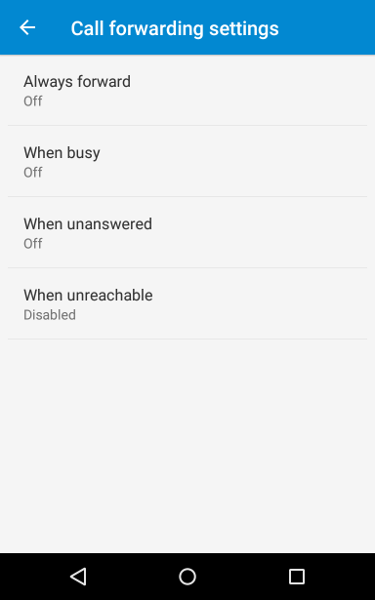 Call forwarding settings
Always forward
Off
When busy
Off
When unanswered
Off
When unreachable
Disabled